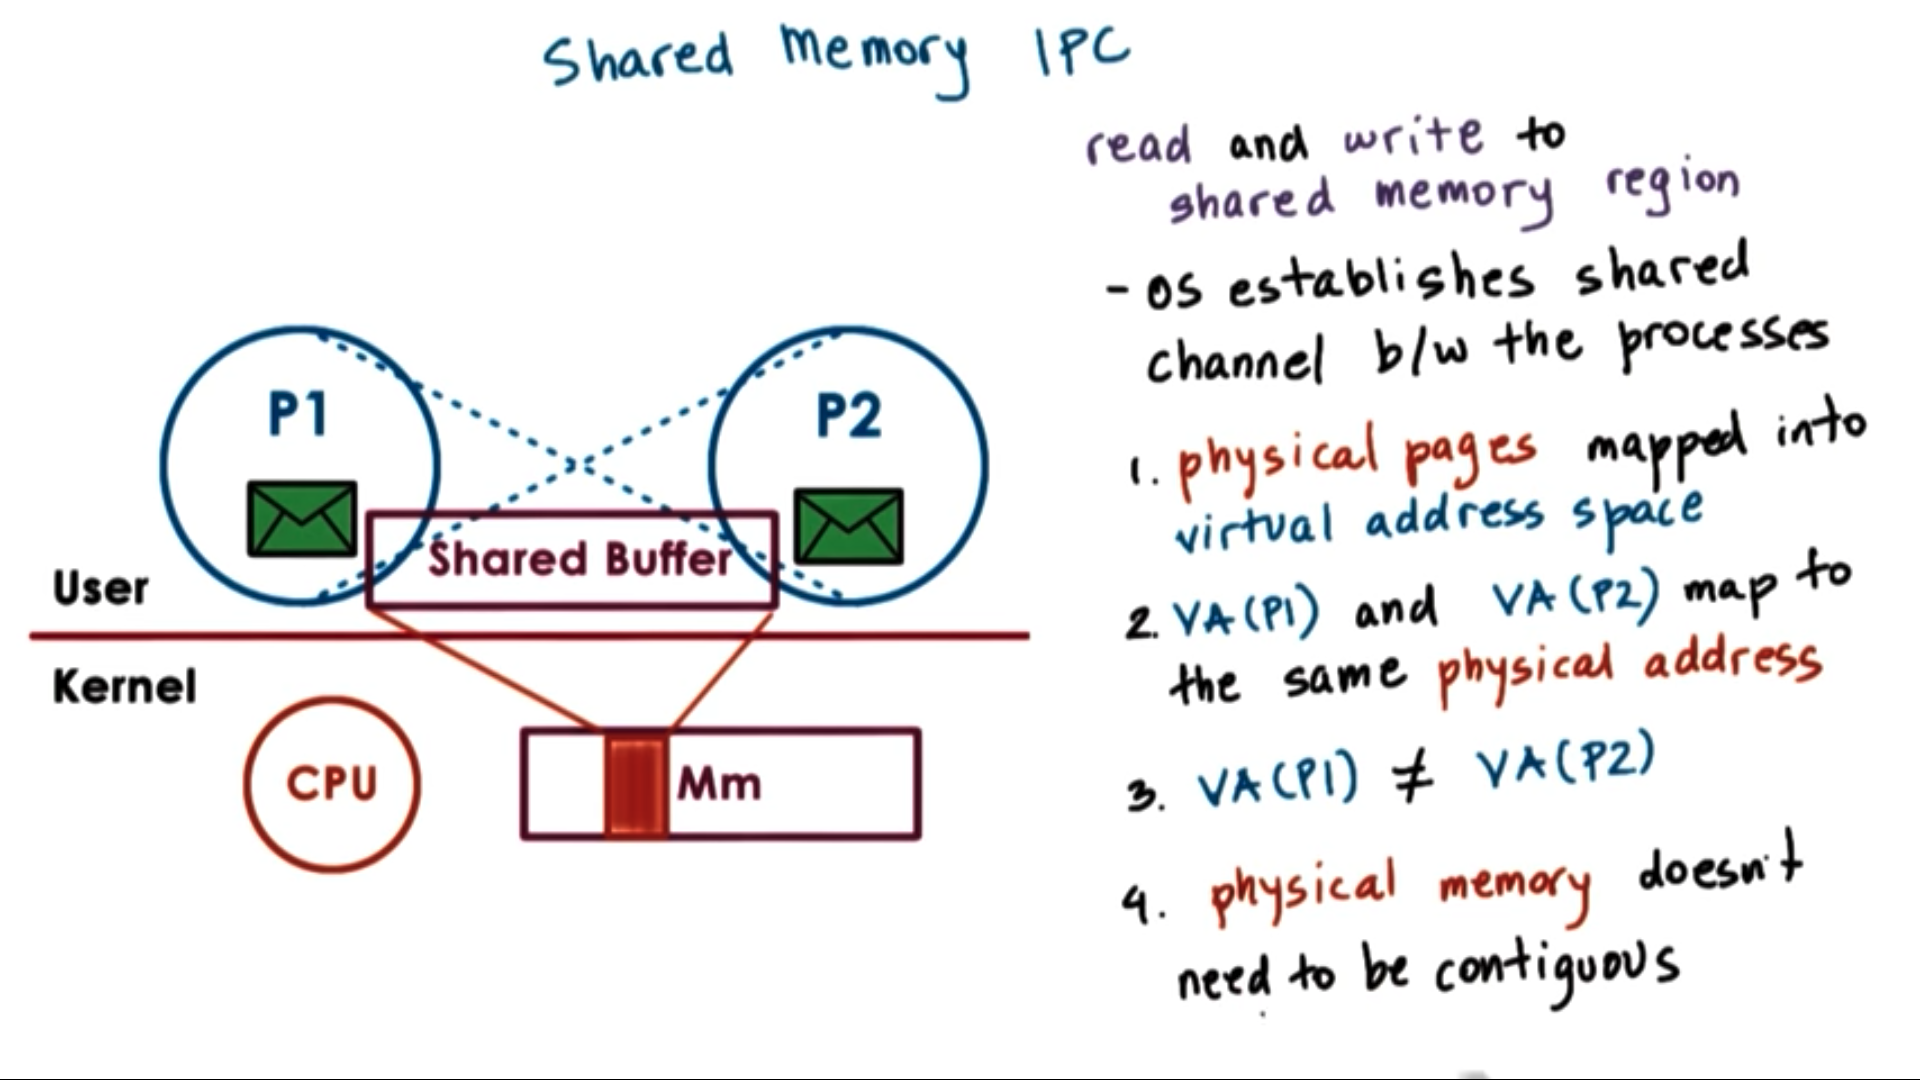 Shared Memory IPC
read and write to
shared memory region
- OS establishes shared
channel b/w the processes
1. physical pages mapped into
virtual address space
2. VA(P1) and VA(P2) map to
the same physical address
3. VA(P1) ≠ VA(P2)
4. physical memory doesn't
need to be contiguous
P1
P2
Shared Buffer
User
Kernel
CPU
Mm